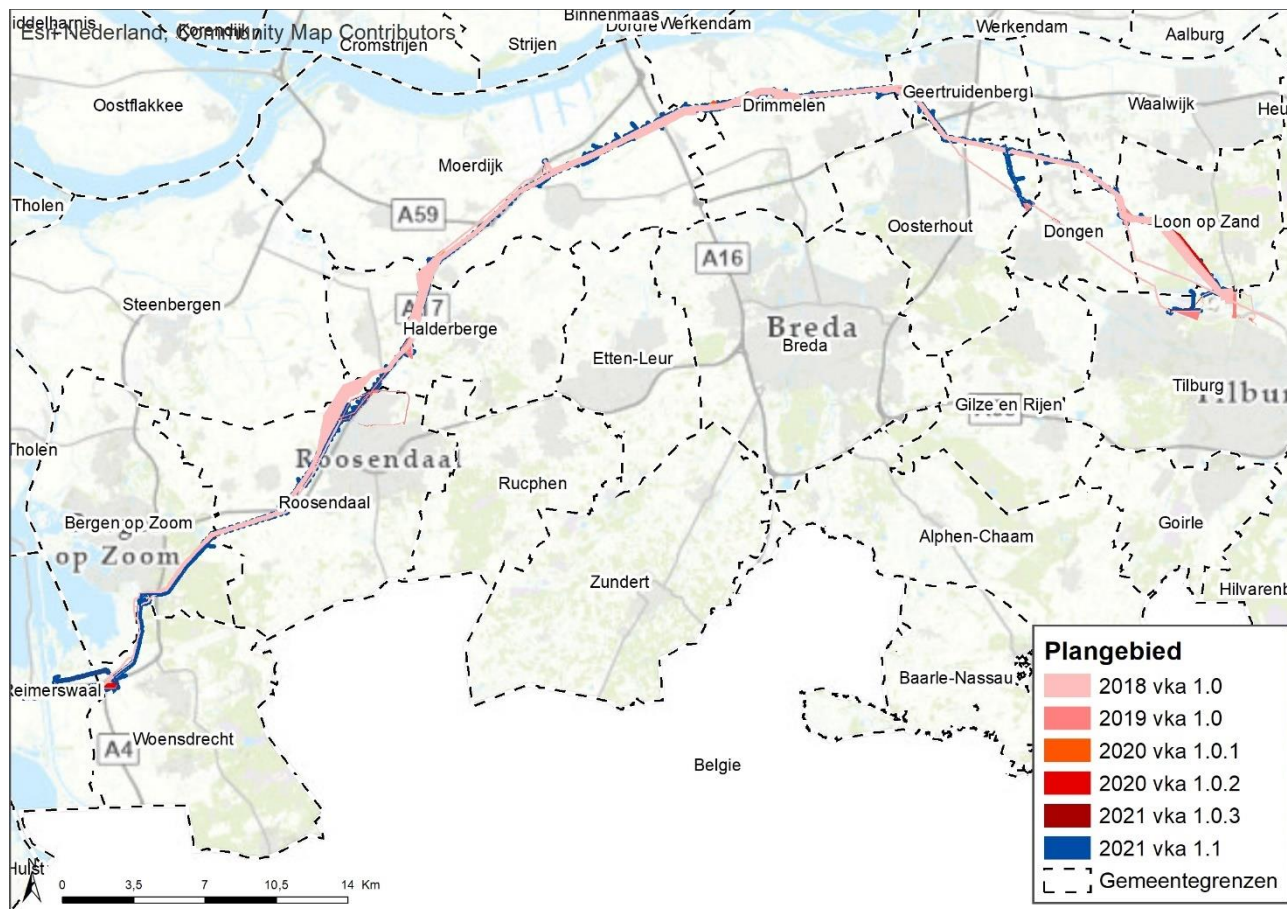 Binnenmaas
Esri Nederland, Community Map Contributors
Korendijk
Cromstrijen
Strijen
Werkendam
Werkendam
Aalburg
Oostflakkee
Drimmelen
Geertruidenberg
Waalwijk
Moerdijk
Tholen
A59
Oosterhout
Dongen
Loon op Zand
A16
Steenbergen
A17
Halderberge
Breda
Breda
Etten-Leur
Tilburg
Gilze en Rijen
Tholen
Roosendaal
Rucphen
Roosendaal
Bergen op Zoom
op Zoom
Alphen-Chaam
Goirle
Zundert
Reimerswaal
Baarle-Nassau
A4
Woensdrecht
Belgie
Hulst
N
0 3,5 7 10,5 14 Km
Plangebied
2018 vka 1.0
2019 vka 1.0
2020 vka 1.0.1
2020 vka 1.0.2
2021 vka 1.0.3
2021 vka 1.1
Gemeentegrenzen